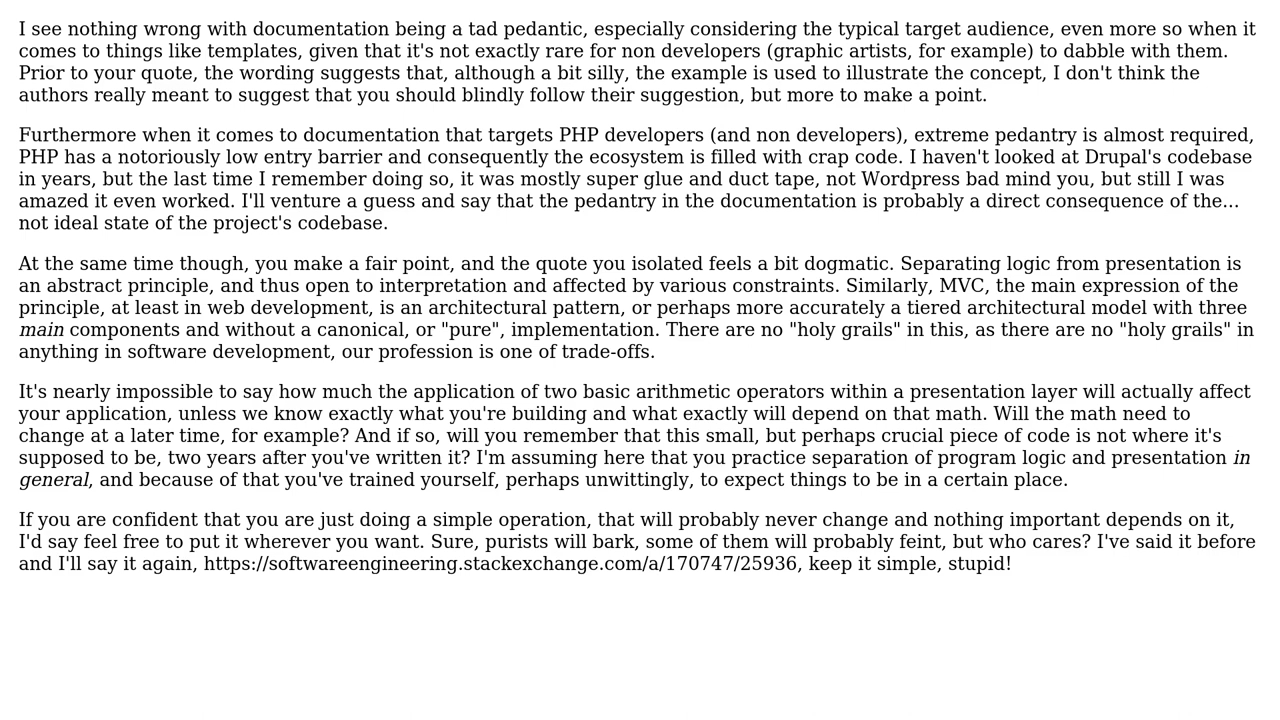 I see nothing wrong with documentation being a tad pedantic, especially considering the typical target audience, even more so when it
comes to things like templates, given that it's not exactly rare for non developers (graphic artists, for example) to dabble with them.
Prior to your quote, the wording suggests that, although a bit silly, the example is used to illustrate the concept, I don't think the
authors really meant to suggest that you should blindly follow their suggestion, but more to make a point.
Furthermore when it comes to documentation that targets PHP developers (and non developers), extreme pedantry is almost required,
PHP has a notoriously low entry barrier and consequently the ecosystem is filled with crap code. I haven't looked at Drupal's codebase
in years, but the last time I remember doing so, it was mostly super glue and duct tape, not Wordpress bad mind you, but still I was
amazed it even worked. I'll venture a guess and say that the pedantry in the documentation is probably a direct consequence of the...
not ideal state of the project's codebase.
At the same time though, you make a fair point, and the quote you isolated feels a bit dogmatic. Separating logic from presentation is
an abstract principle, and thus open to interpretation and affected by various constraints. Similarly, MVC, the main expression of the
principle, at least in web development, is an architectural pattern, or perhaps more accurately a tiered architectural model with three
main components and without a canonical, or "pure", implementation. There are no "holy grails" in this, as there are no "holy grails" in
anything in software development, our profession is one of trade-offs.
It's nearly impossible to say how much the application of two basic arithmetic operators within a presentation layer will actually affect
your application, unless we know exactly what you're building and what exactly will depend on that math. Will the math need to
change at a later time, for example? And if so, will you remember that this small, but perhaps crucial piece of code is not where it's
supposed to be, two years after you've written it? I'm assuming here that you practice separation of program logic and presentation in
general, and because of that you've trained yourself, perhaps unwittingly, to expect things to be in a certain place.
If you are confident that you are just doing a simple operation, that will probably never change and nothing important depends on it,
I'd say feel free to put it wherever you want. Sure, purists will bark, some of them will probably feint, but who cares? I've said it before
and I'll say it again, https://softwareengineering.stackexchange.com/a/170747/25936, keep it simple, stupid!